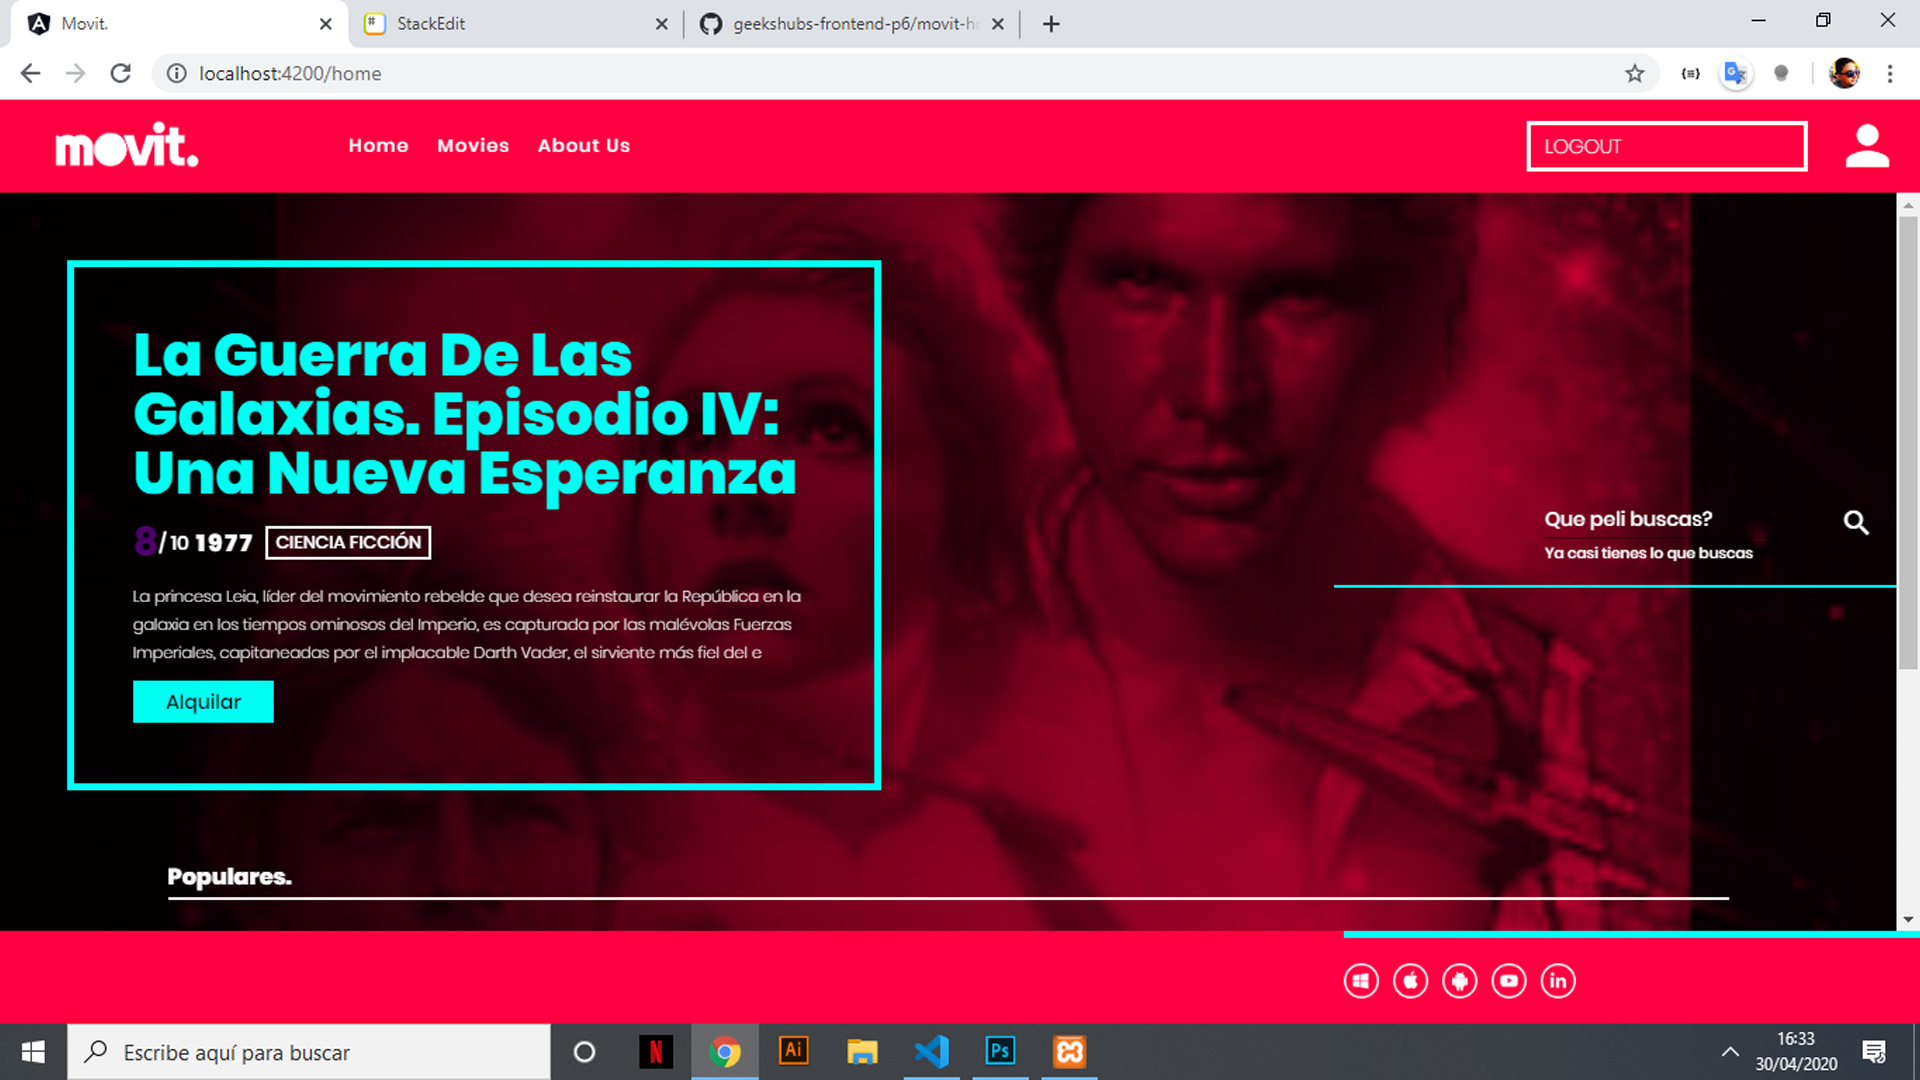 Movit.
StackEdit
geekshubs-frontend-p6/movit-h
localhost:4200/home
movit.
Home Movies About Us
LOGOUT
La Guerra De Las
Galaxias. Episodio IV:
Una Nueva Esperanza
8/10 1977 CIENCIA FICCIÓN
La princesa Leia, líder del movimiento rebelde que desea reinstaurar la República en la
galaxia en los tiempos ominosos del Imperio, es capturada por las malévolas Fuerzas
Imperiales, capitaneadas por el implacable Darth Vader, el sirviente más fiel del e
Alquilar
Que peli buscas?
Ya casi tienes lo que buscas
Populares.
in
Escribe aquí para buscar
N
Ai
Ps
16:33
30/04/2020